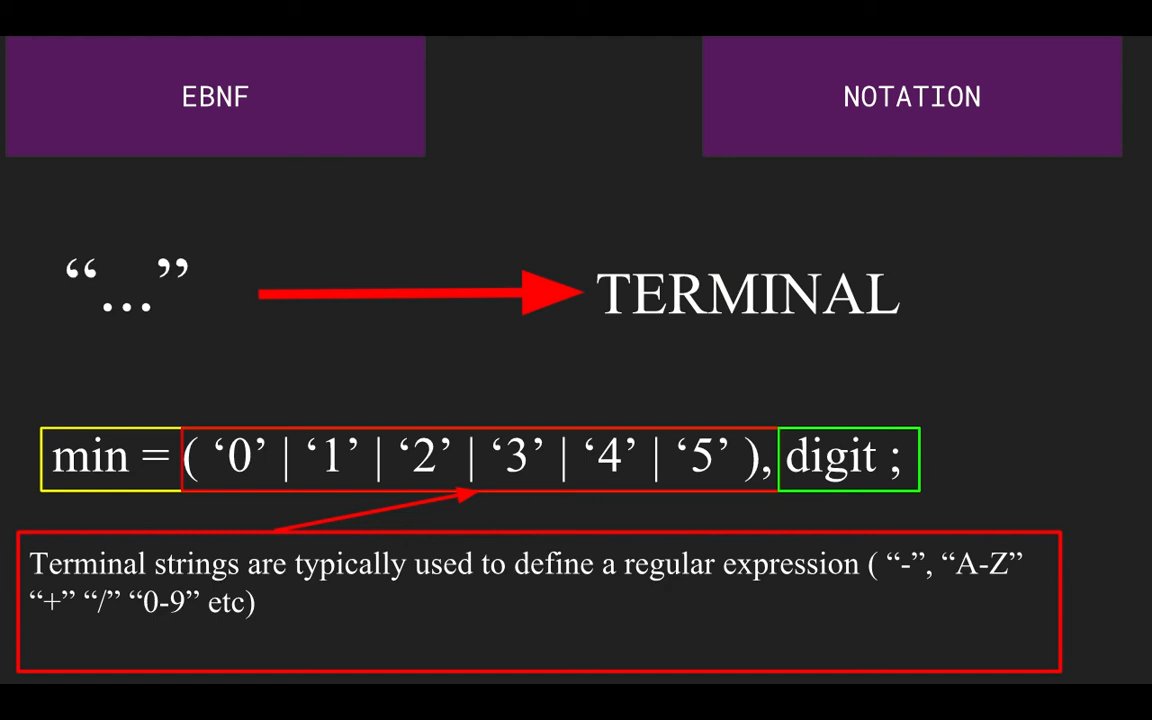 EBNF
NOTATION
“...”
TERMINAL
min = ( ‘0’ | ‘1’ | ‘2’ | ‘3’ | ‘4’ | ‘5’ ), digit ;
Terminal strings are typically used to define a regular expression ( “-”, “A-Z”
“+” “/” “0-9” etc)